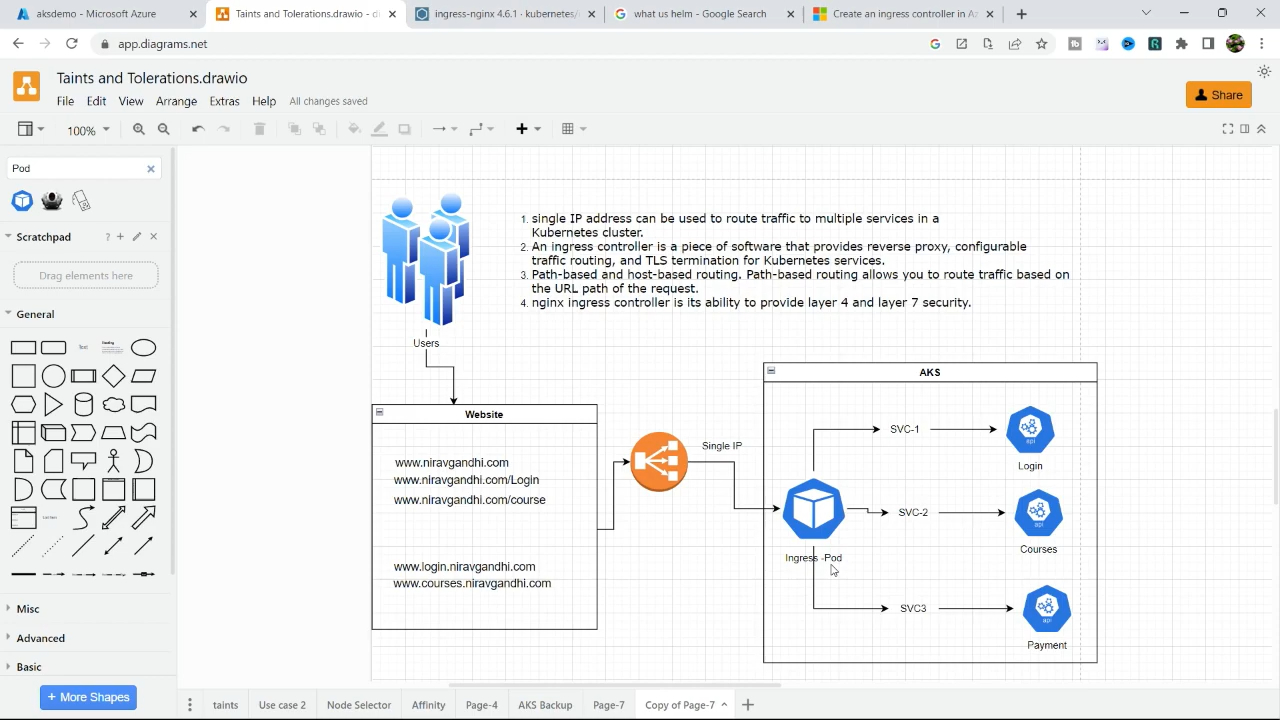 aksdemo - Microsoft Azure
Taints and Tolerations.drawio - d
ingress-nginx 4.6.1 · kubernetes/
what us helm - Google Search
Create an ingress controller in Az
app.diagrams.net
Taints and Tolerations.drawio
File Edit View Arrange Extras Help All changes saved
Share
100%
Pod
Scratchpad
Drag elements here
General
Text
Heading
Misc
Advanced
Basic
+ More Shapes
1. single IP address can be used to route traffic to multiple services in a
Kubernetes cluster.
2. An ingress controller is a piece of software that provides reverse proxy, configurable
traffic routing, and TLS termination for Kubernetes services.
3. Path-based and host-based routing. Path-based routing allows you to route traffic based on
the URL path of the request.
4. nginx ingress controller is its ability to provide layer 4 and layer 7 security.
Users
Website
www.niravgandhi.com
www.niravgandhi.com/Login
www.niravgandhi.com/course
www.login.niravgandhi.com
www.courses.niravgandhi.com
Single IP
AKS
Ingress -Pod
SVC-1
api
Login
SVC-2
api
Courses
SVC3
api
Payment
taints Use case 2 Node Selector Affinity Page-4 AKS Backup Page-7 Copy of Page-7